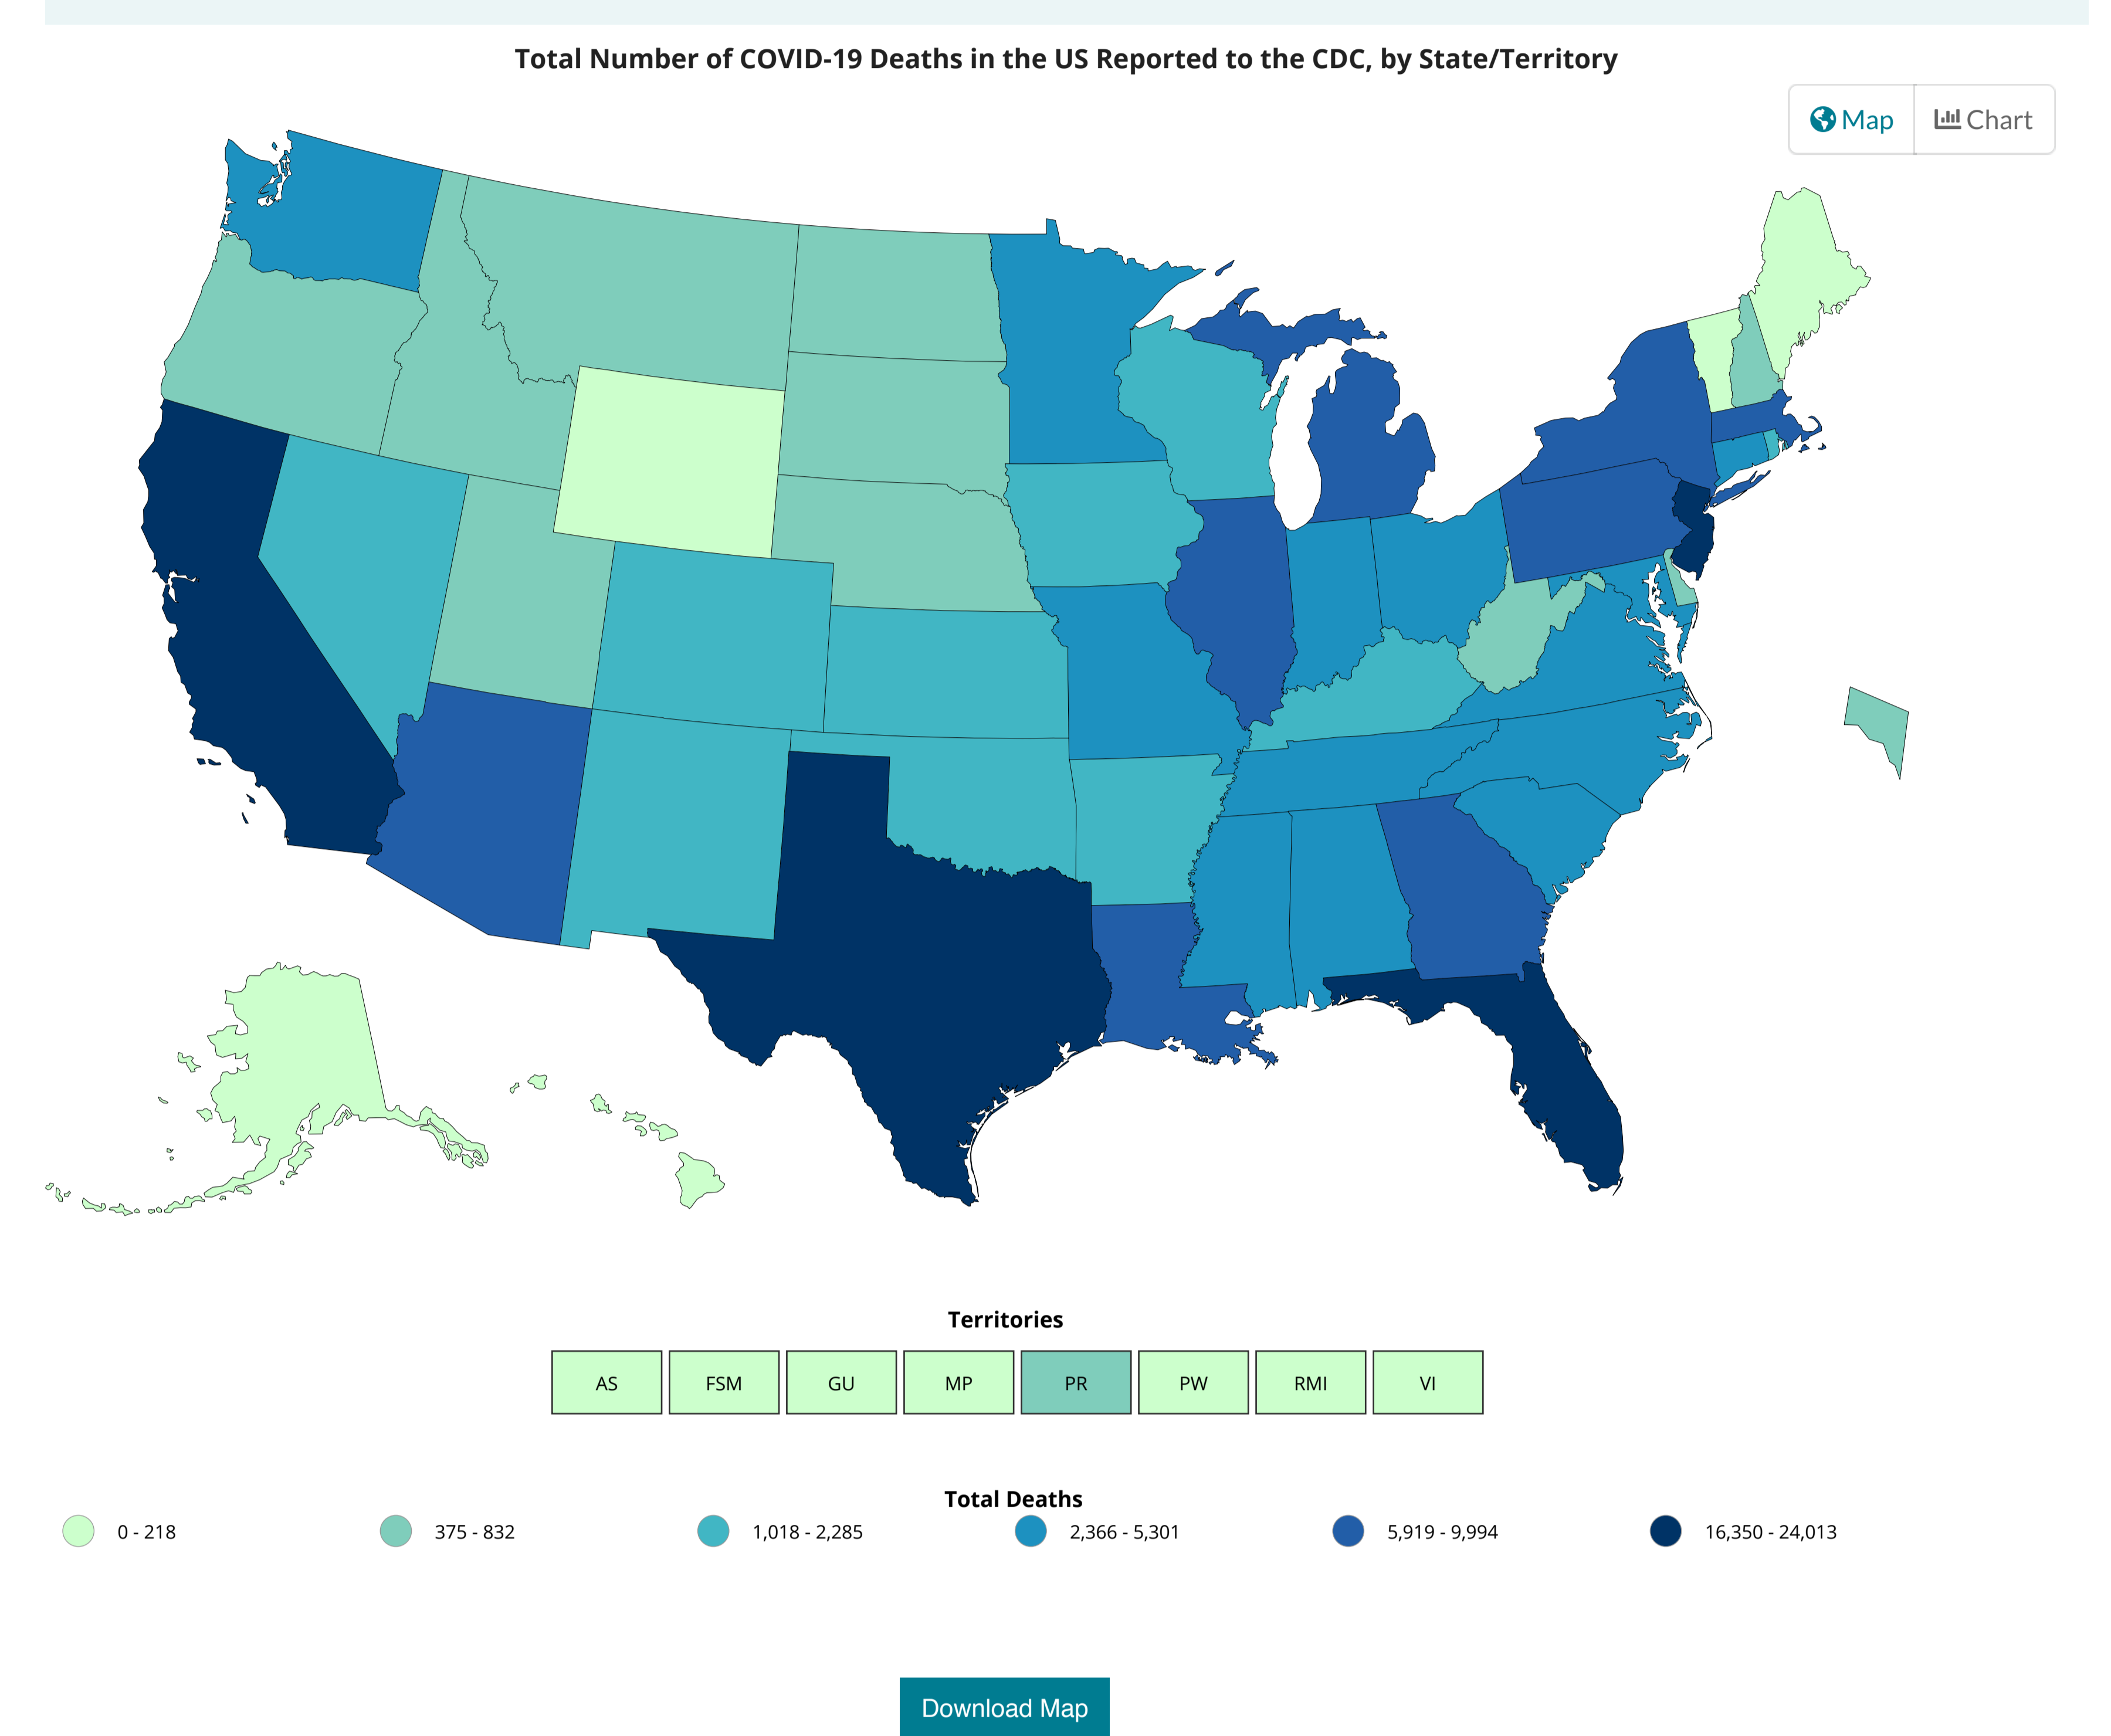 Total Number of COVID-19 Deaths in the US Reported to the CDC, by State/Territory
Map Chart
Territories
AS FSM GU MP PR PW RMI VI
Total Deaths
0 - 218 375 - 832 1,018 - 2,285 2,366 - 5,301 5,919 - 9,994 16,350 - 24,013
Download Map